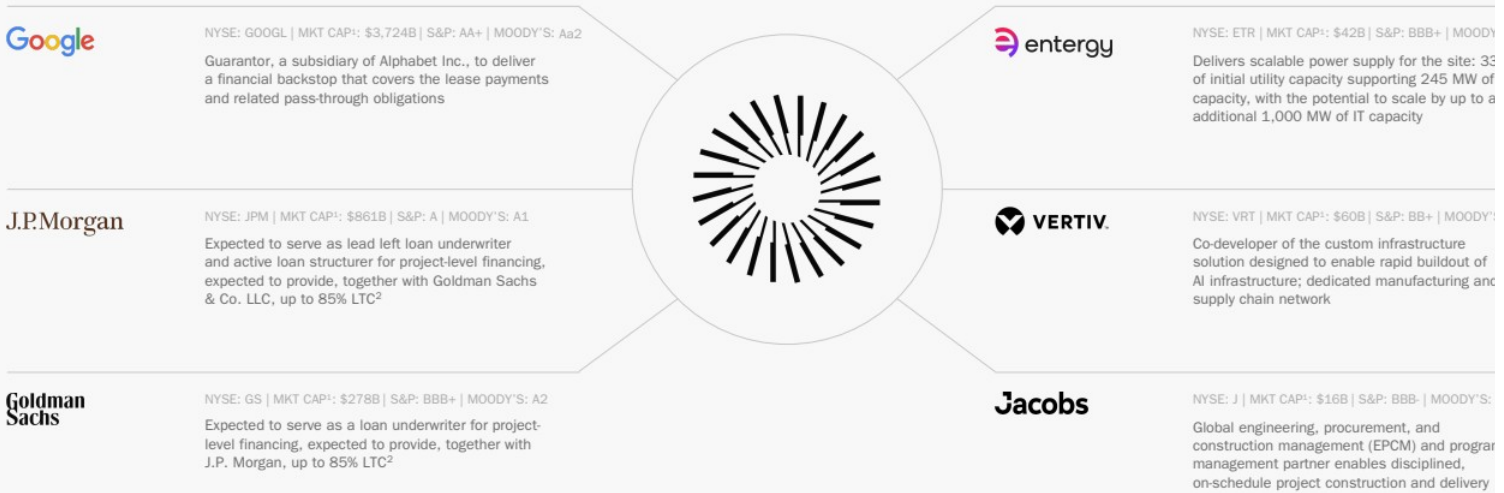 Google
NYSE: GOOGL | MKT CAP¹: $3,724B | S&P: AA+ | MOODY'S: Aa2
Guarantor, a subsidiary of Alphabet Inc., to deliver
a financial backstop that covers the lease payments
and related pass-through obligations
J.P.Morgan
NYSE: JPM | MKT CAP¹: $861B | S&P: A | MOODY'S: A1
Expected to serve as lead left loan underwriter
and active loan structurer for project-level financing,
expected to provide, together with Goldman Sachs
& Co. LLC, up to 85% LTC²
Goldman
Sachs
NYSE: GS | MKT CAP¹: $278B | S&P: BBB+ | MOODY'S: A2
Expected to serve as a loan underwriter for project-
level financing, expected to provide, together with
J.P. Morgan, up to 85% LTC²
entergy
NYSE: ETR | MKT CAP¹: $42B | S&P: BBB+ |
Delivers scalable power supply for the site:
of initial utility capacity supporting 245 MW of
capacity, with the potential to scale by up to
additional 1,000 MW of IT capacity
VERTIV.
NYSE: VRT | MKT CAP¹: $60B | S&P: BB+ |
Co-developer of the custom infrastructure
solution designed to enable rapid buildout of
AI infrastructure; dedicated manufacturing and
supply chain network
Jacobs
NYSE: J | MKT CAP¹: $16B | S&P: BBB- | MOODY'S:
Global engineering, procurement, and
construction management (EPCM) and program
management partner enables disciplined,
on-schedule project construction and delivery